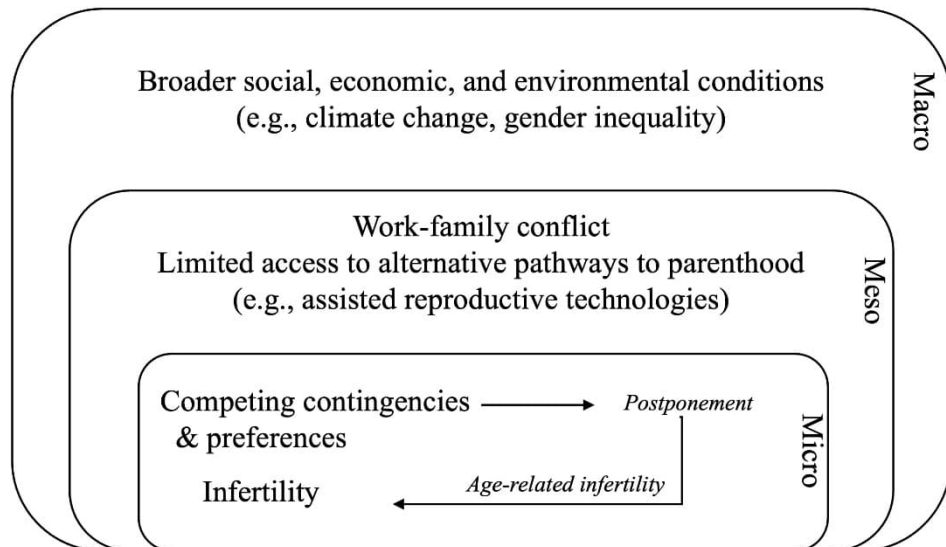 Broader social, economic, and environmental conditions
(e.g., climate change, gender inequality)
Macro
Work-family conflict
Limited access to alternative pathways to parenthood
(e.g., assisted reproductive technologies)
Meso
Competing contingencies
& preferences
Postponement
Infertility
Age-related infertility
Micro